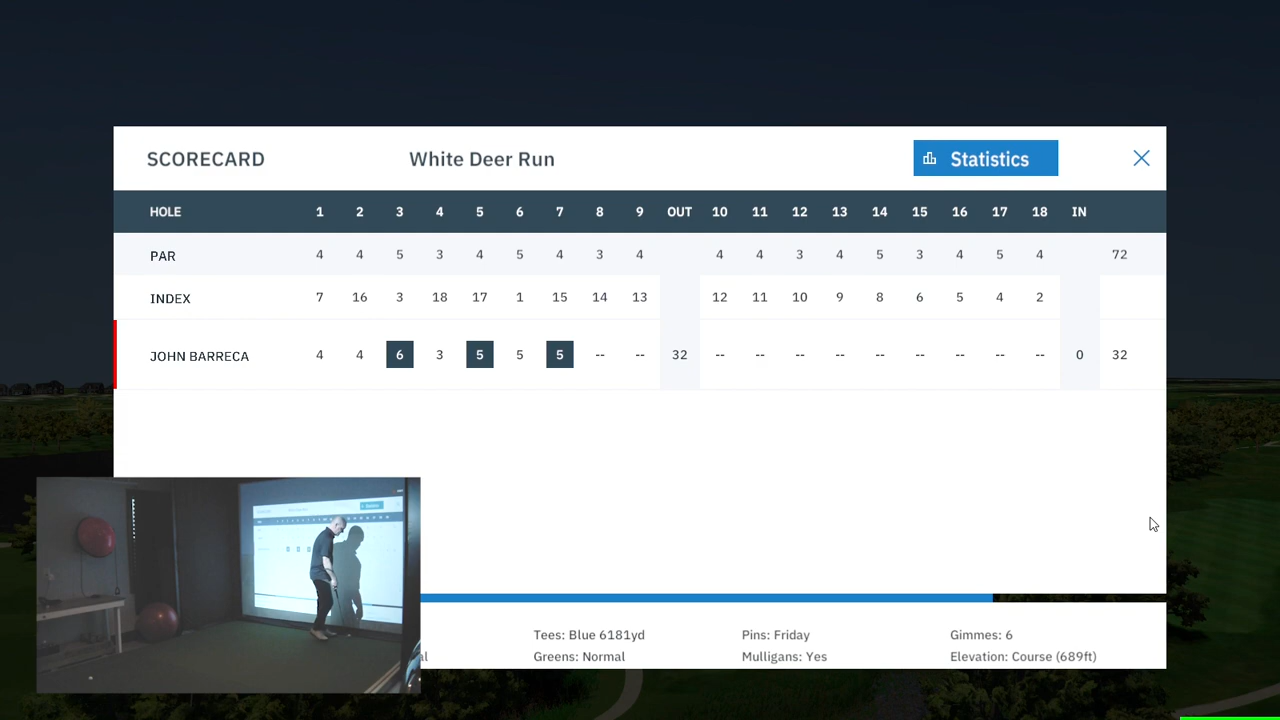 SCORECARD White Deer Run Statistics
HOLE 1 2 3 4 5 6 7 8 9 OUT 10 11 12 13 14 15 16 17 18 IN
PAR 4 4 5 3 4 5 4 3 4 4 4 3 4 5 3 4 5 4 72
INDEX 7 16 3 18 17 1 15 14 13 12 11 10 9 8 6 5 4 2
JOHN BARRECA 4 4 6 3 5 5 5 -- -- 32 -- -- -- -- -- -- -- -- -- 0 32
Tees: Blue 6181yd Pins: Friday Gimmes: 6
Greens: Normal Mulligans: Yes Elevation: Course (689ft)